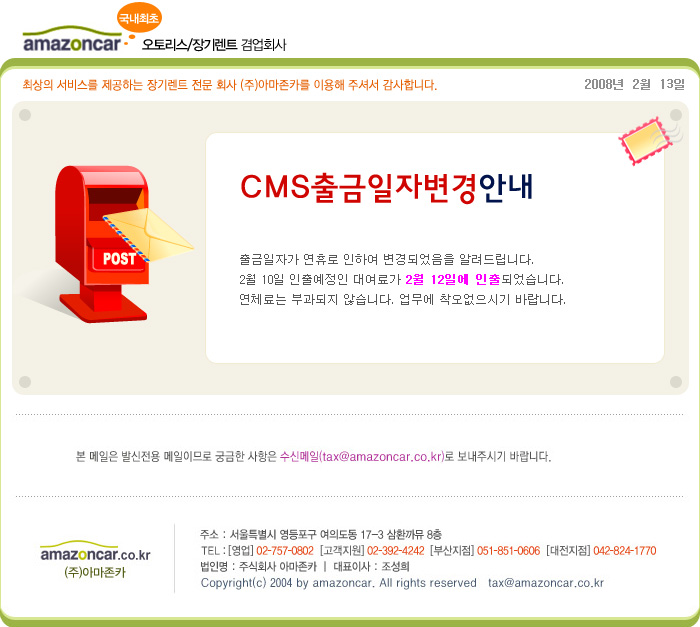 국내최초
amazoncar 오토리스/장기렌트 겸업회사
최상의 서비스를 제공하는 장기렌트 전문 회사 (주)아마존카를 이용해 주셔서 감사합니다. 2008년 2월 13일
CMS출금일자변경안내
출금일자가 연휴로 인하여 변경되었음을 알려드립니다.
2월 10일 인출예정인 대여료가 2월 12일에 인출되었습니다.
연체료는 부과되지 않습니다. 업무에 착오없으시기 바랍니다.
POST
본 메일은 발신전용 메일이므로 궁금한 사항은 수신메일(tax@amazoncar.co.kr)로 보내주시기 바랍니다.
amazoncar.co.kr
(주)아마존카
주소 : 서울특별시 영등포구 여의도동 17-3 삼환까뮤 8층
TEL : [영업] 02-757-0802 [고객지원] 02-392-4242 [부산지점] 051-851-0606 [대전지점] 042-824-1770
법인명 : 주식회사 아마존카 | 대표이사 : 조성희
Copyright(c) 2004 by amazoncar. All rights reserved tax@amazoncar.co.kr